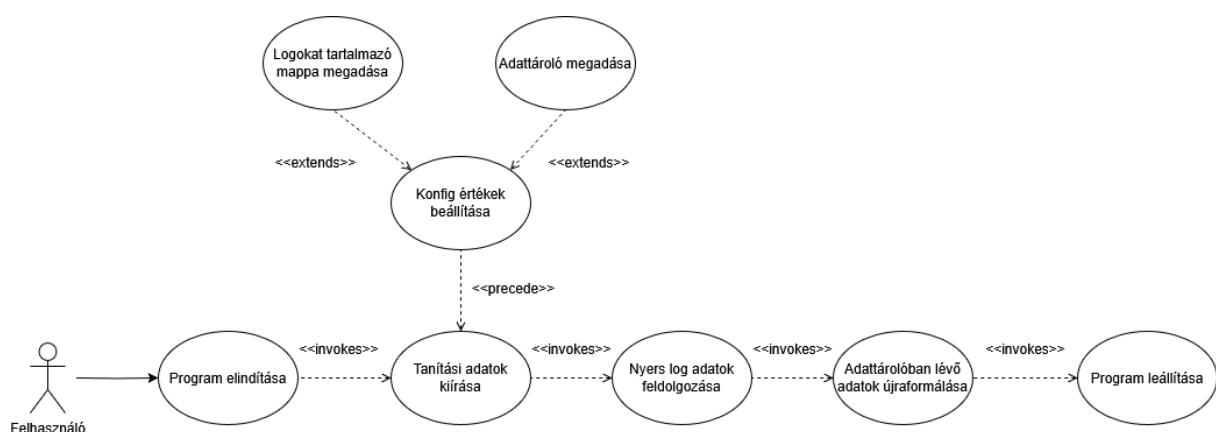 Logokat tartalmazó
mappa megadása
Adattároló megadása
<<extends>>
<<extends>>
Konfig értékek
beállítása
<<precede>>
Felhasználó
Program elindítása
<<invokes>>
Tanítási adatok
kiírása
<<invokes>>
Nyers log adatok
feldolgozása
<<invokes>>
Adattárolóban lévő
adatok újraformálása
<<invokes>>
Program leállítása